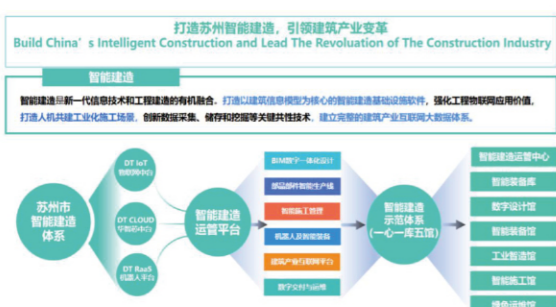 打造苏州智能建造，引领建筑产业变革
Build China's Intelligent Construction and Lead The Revoluation of The Construction Industry
智能建造
智能建造是新一代信息技术和工程建造的有机融合。打造以建筑信息模型为核心的智能建造基础设施软件，强化工程物联网应用价值，
打造人机共建工业化施工场景，创新数据采集、储存和挖掘等关键共性技术，建立完整的建筑产业互联网大数据体系。
苏州市
智能建造
体系
DT IoT
物联网中台
DT CLOUD
DT RaaS
机器人平台
智能建造
运营平台
BIM数字一体化设计
部品部件智能生产线
智能施工管理
机器人及智能装备
建筑产业互联网平台
数字交付与运维
智能建造
示范体系
(一心一库五馆)
智能建造运营中心
智能装备库
数字设计馆
智能装备馆
工业智造馆
智能施工馆
绿色运维馆